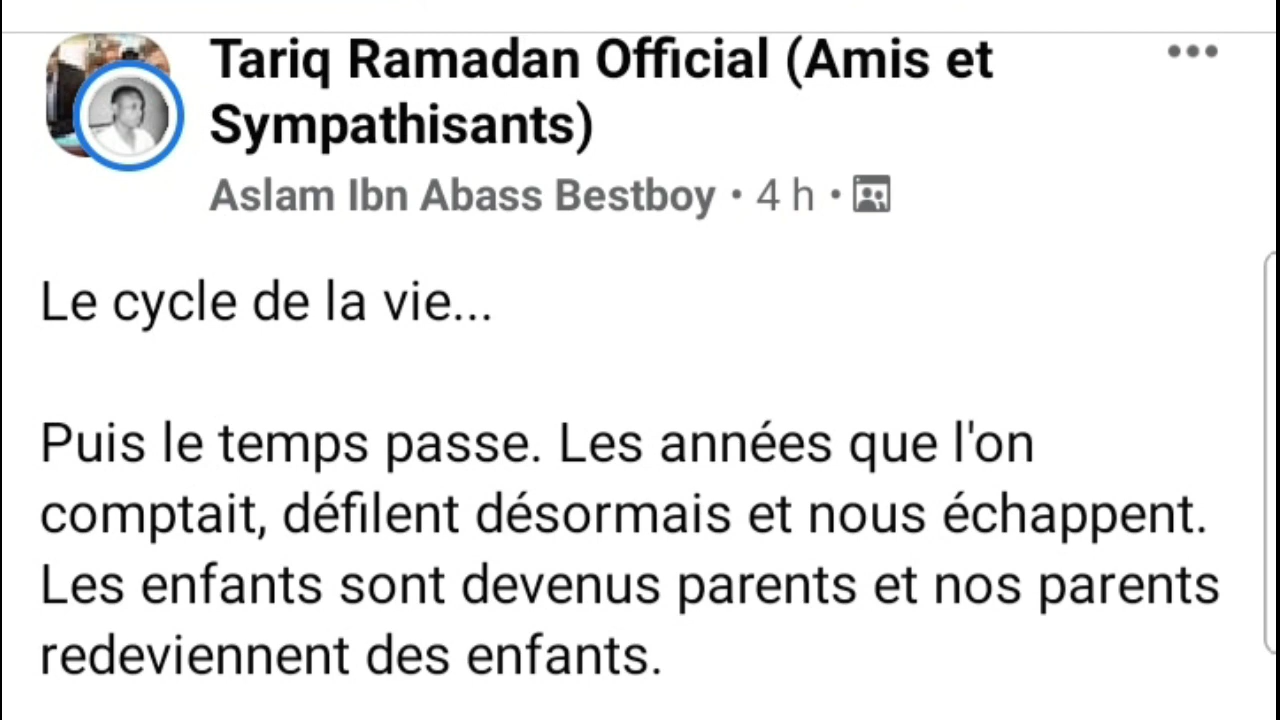 Tariq Ramadan Official (Amis et
Sympathisants)
Aslam Ibn Abass Bestboy • 4 h •
Le cycle de la vie...
Puis le temps passe. Les années que l'on
comptait, défilent désormais et nous échappent.
Les enfants sont devenus parents et nos parents
redeviennent des enfants.